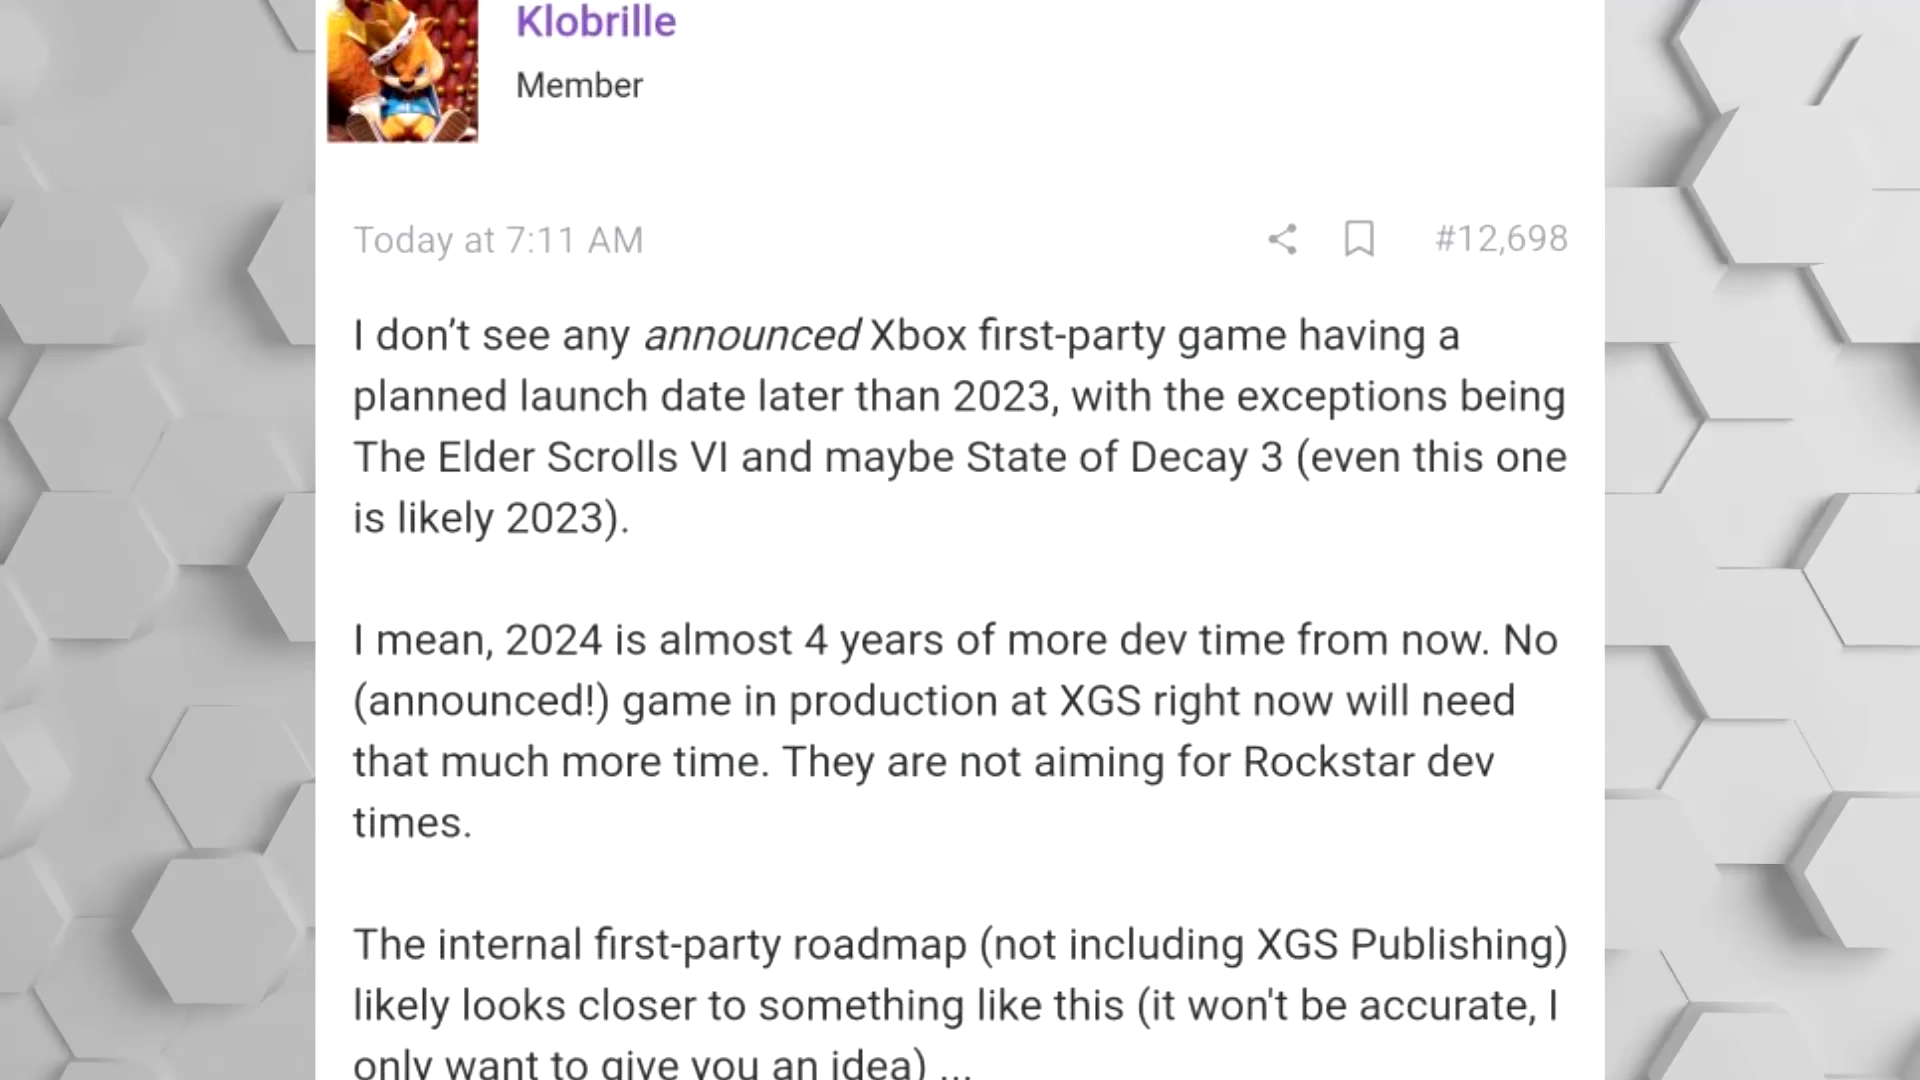 Klobrille
Member
Today at 7:11 AM
#12,698
I don’t see any announced Xbox first-party game having a
planned launch date later than 2023, with the exceptions being
The Elder Scrolls VI and maybe State of Decay 3 (even this one
is likely 2023).
I mean, 2024 is almost 4 years of more dev time from now. No
(announced!) game in production at XGS right now will need
that much more time. They are not aiming for Rockstar dev
times.
The internal first-party roadmap (not including XGS Publishing)
likely looks closer to something like this (it won't be accurate, I
only want to give you an idea) ...